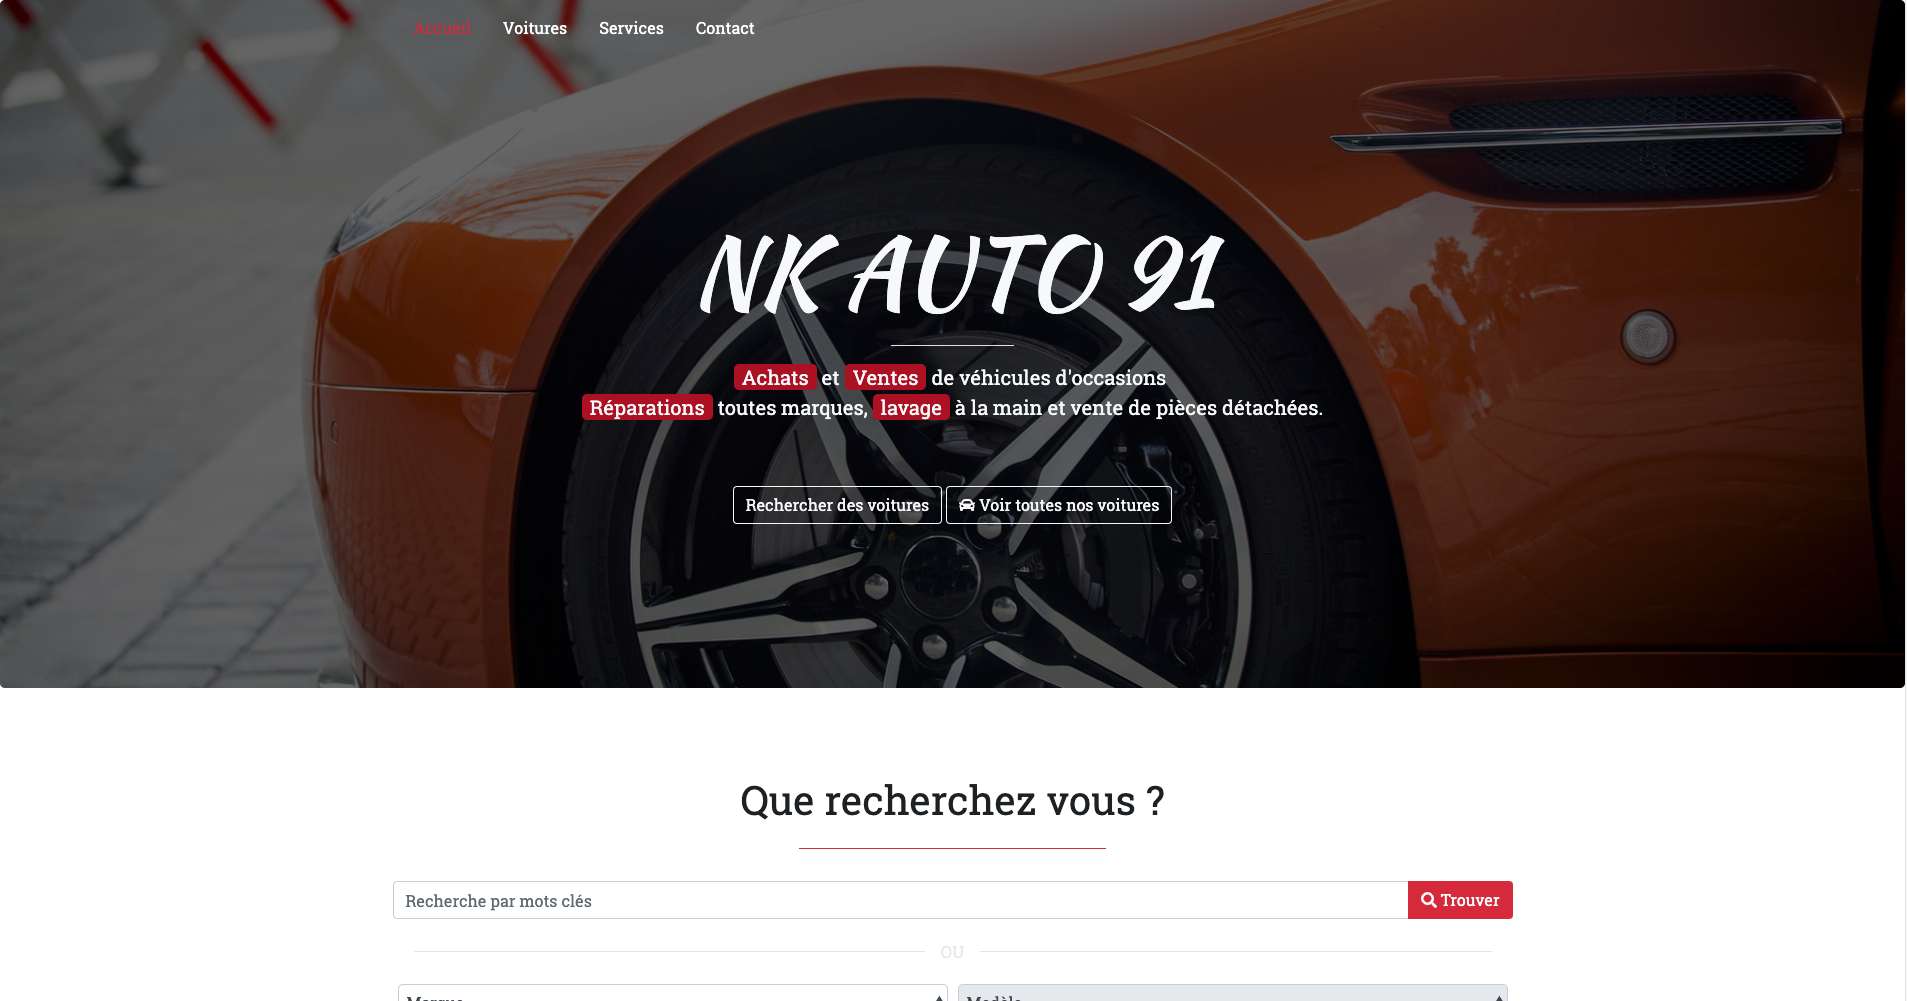 Accueil Voitures Services Contact
NK AUTO 91
Achats et Ventes de véhicules d'occasions
Réparations toutes marques, lavage à la main et vente de pièces détachées.
Rechercher des voitures Voir toutes nos voitures
Que recherchez vous ?
Recherche par mots clés Trouver
OU
Marque Modèle